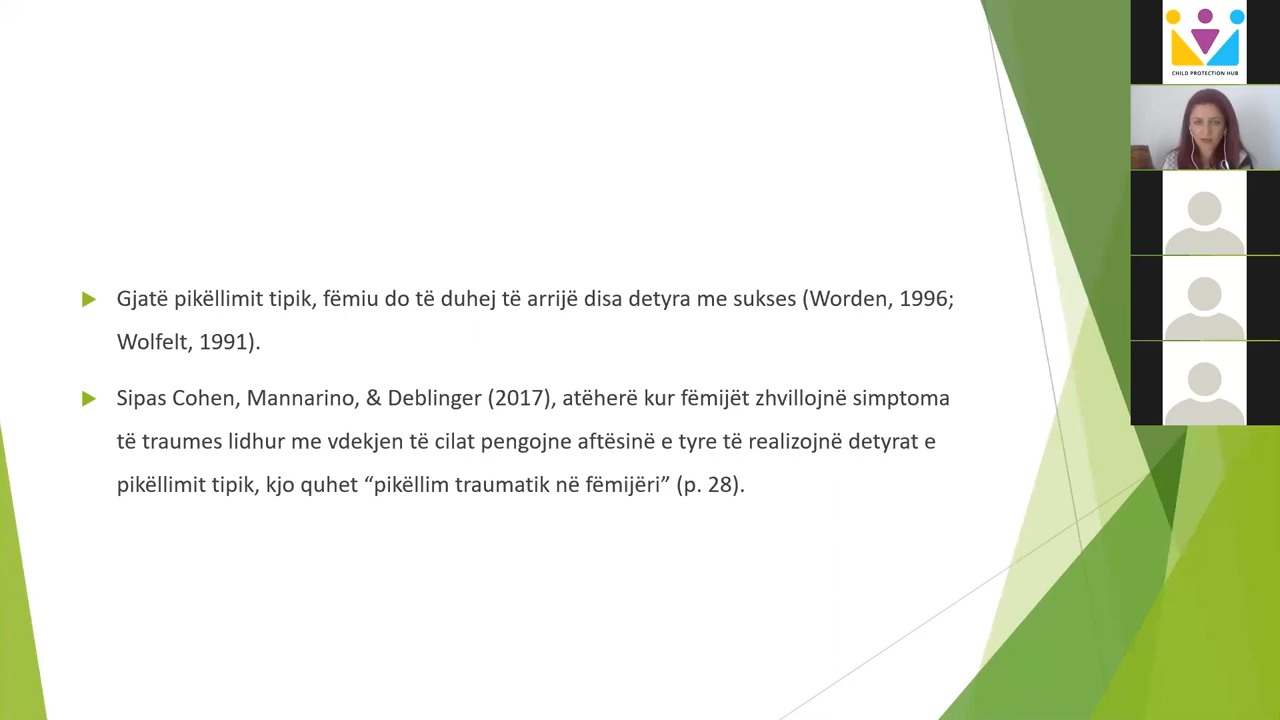 Gjatë pikëllimit tipik, fëmiu do të duhej të arrijë disa detyra me sukses (Worden, 1996;
Wolfelt, 1991).
Sipas Cohen, Mannarino, & Deblinger (2017), atëherë kur fëmijët zhvillojnë simptoma
të traumes lidhur me vdekjen të cilat pengojne aftësinë e tyre të realizojnë detyrat e
pikëllimit tipik, kjo quhet “pikëllim traumatik në fëmijëri” (p. 28).
CHILD PROTECTION HUB